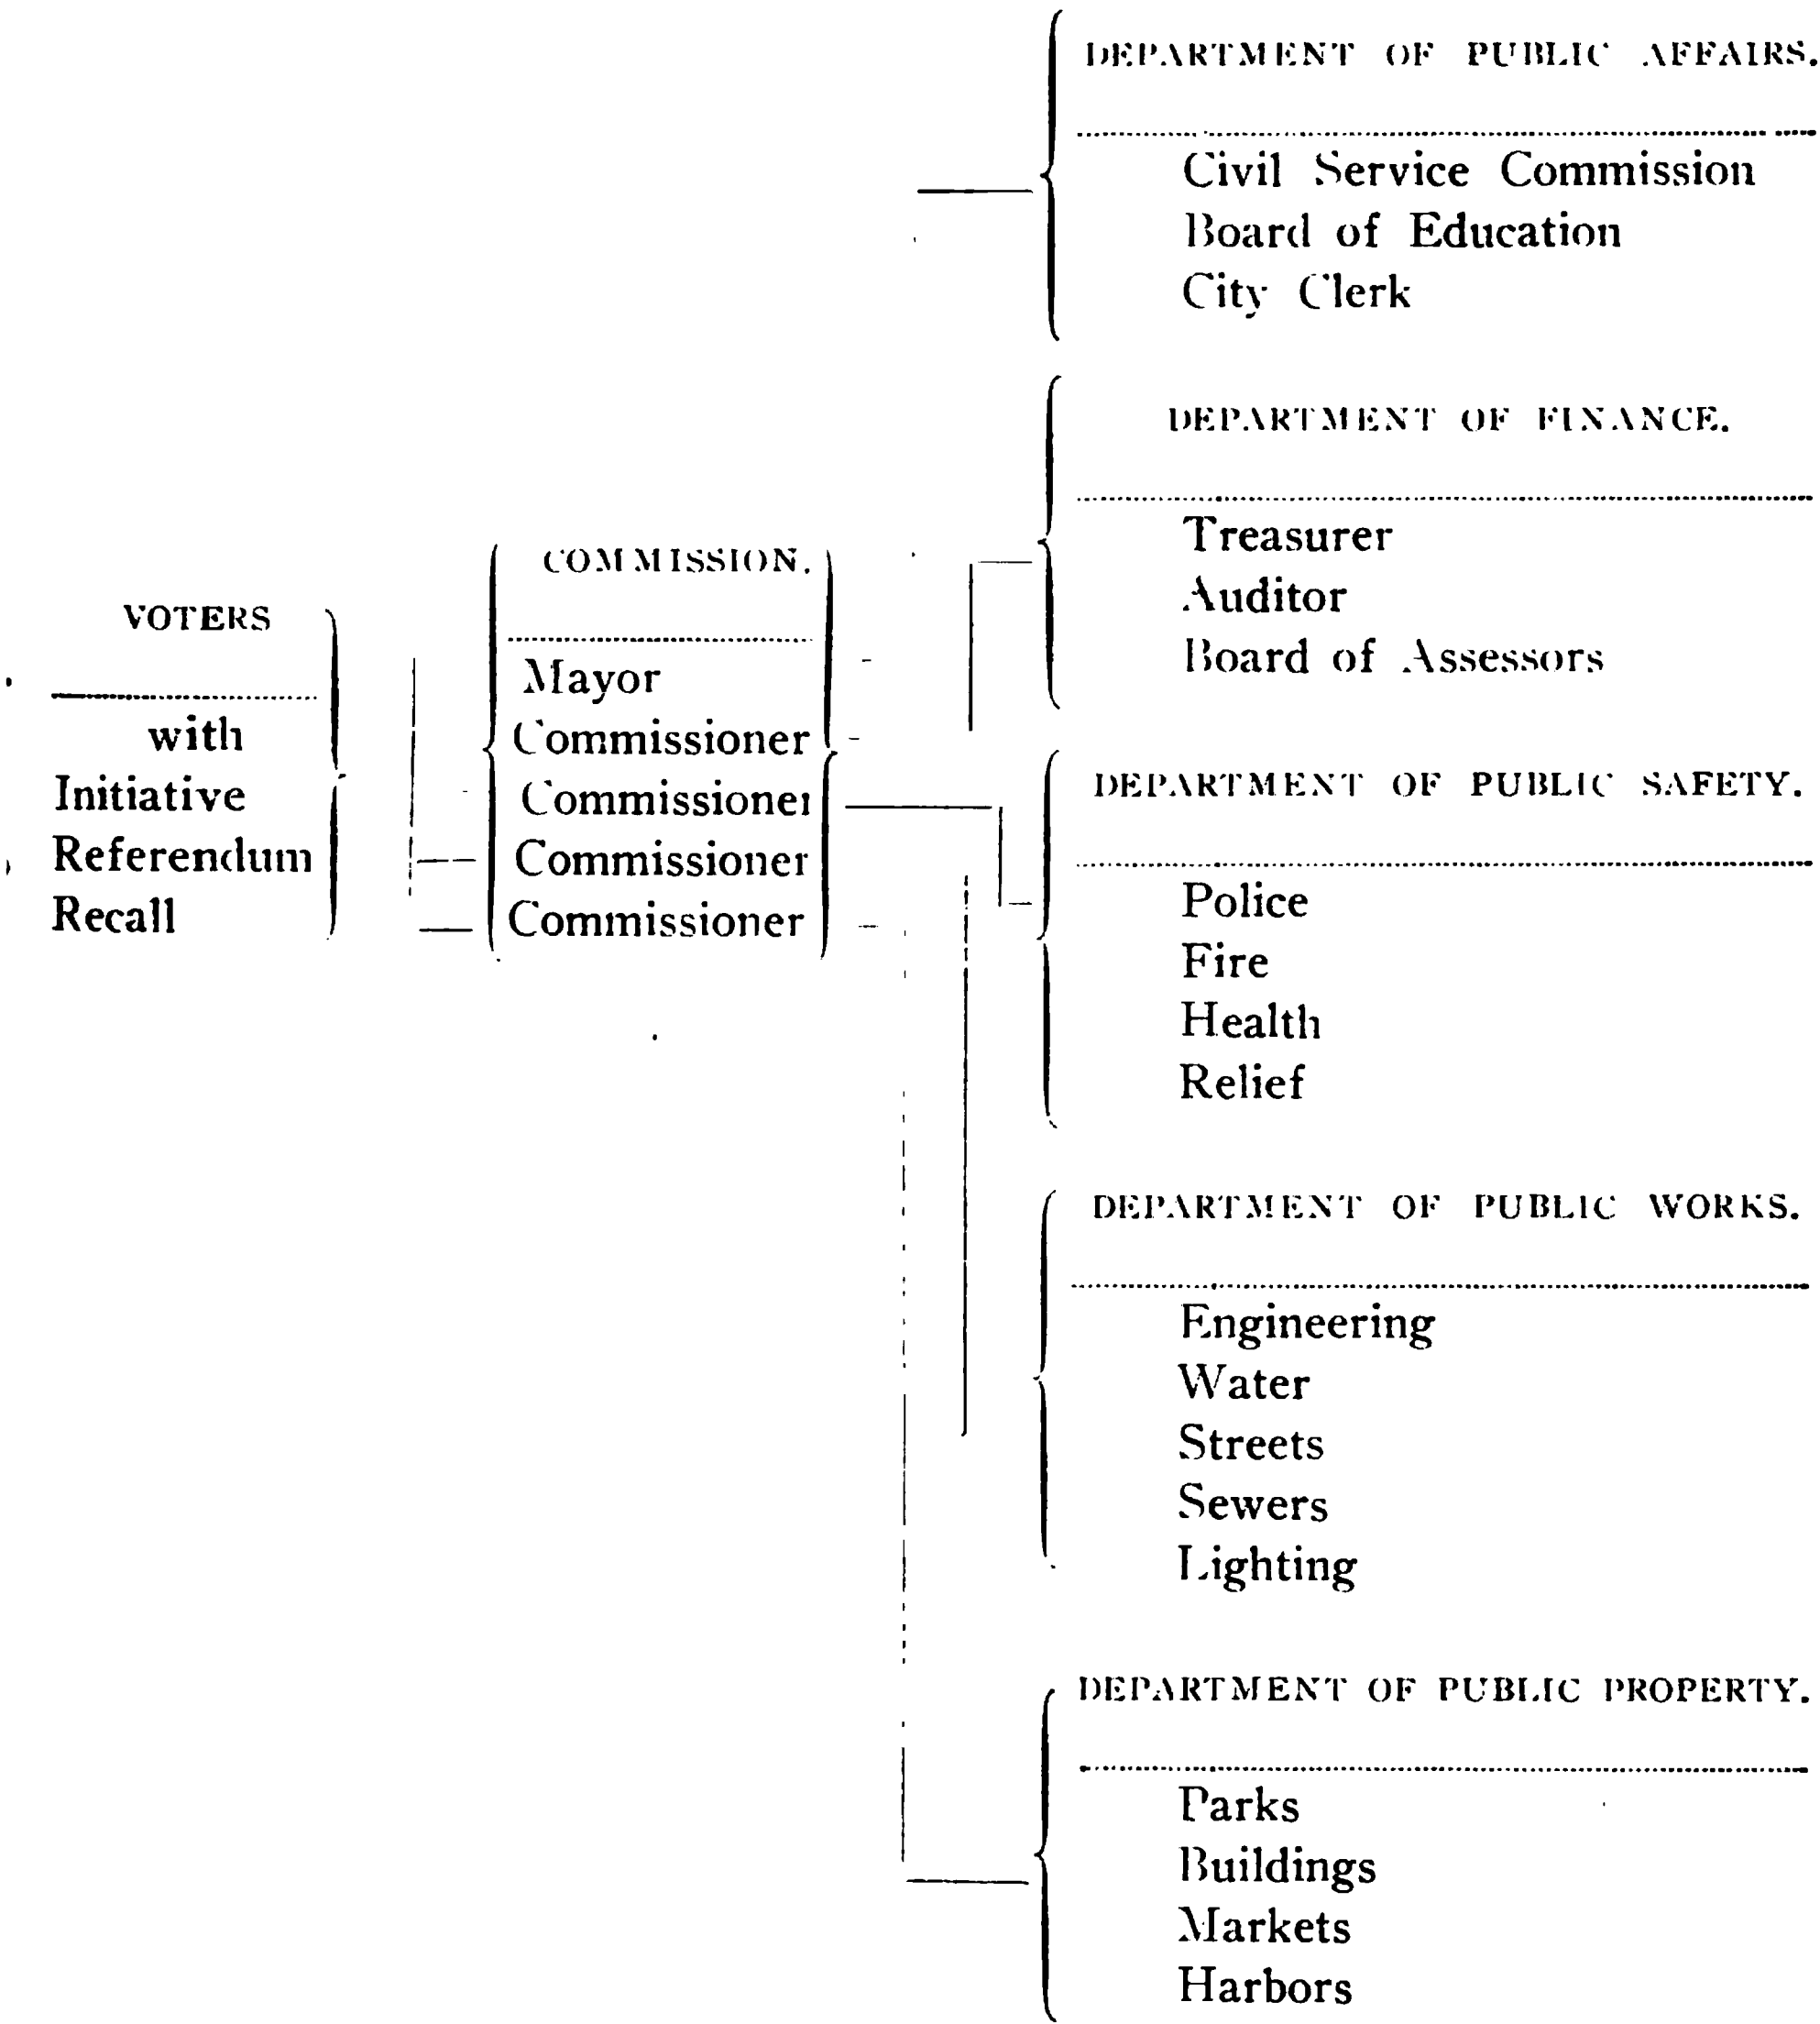 VOTERS
with
Initiative
Referendum
Recall
COMMISSION.
Mayor
Commissioner
Commissioner
Commissioner
Commissioner
DEPARTMENT OF PUBLIC AFFAIRS.
Civil Service Commission
Board of Education
City Clerk
DEPARTMENT OF FINANCE.
Treasurer
Auditor
Board of Assessors
DEPARTMENT OF PUBLIC SAFETY.
Police
Fire
Health
Relief
DEPARTMENT OF PUBLIC WORKS.
Engineering
Water
Streets
Sewers
Lighting
DEPARTMENT OF PUBLIC PROPERTY.
Parks
Buildings
Markets
Harbors